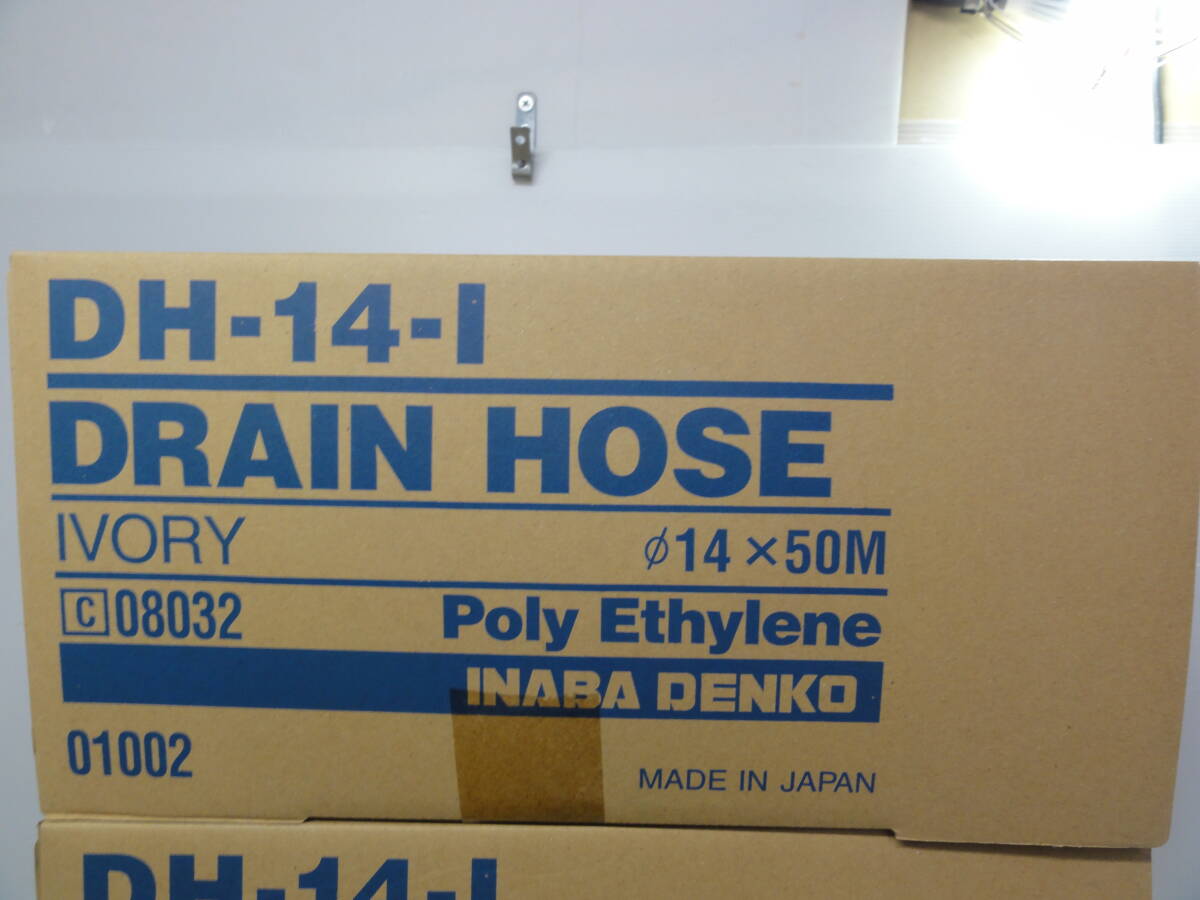 DH-14-I
DRAIN HOSE
IVORY φ14×50M
C 08032 Poly Ethylene
INABA DENKO
01002
MADE IN JAPAN
DH-14-I